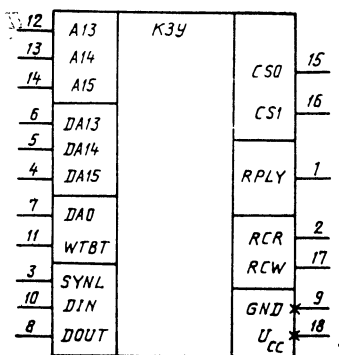 12 A13 КЗУ
13 A14
14 A15
CS0 15
CS1 16
6 DA13
5 DA14
4 DA15
RPLY 1
7 DA0
11 WTBT
RCR 2
RCW 17
3 SYNL
10 DIN
8 DOUT
GND 9
UCC 18